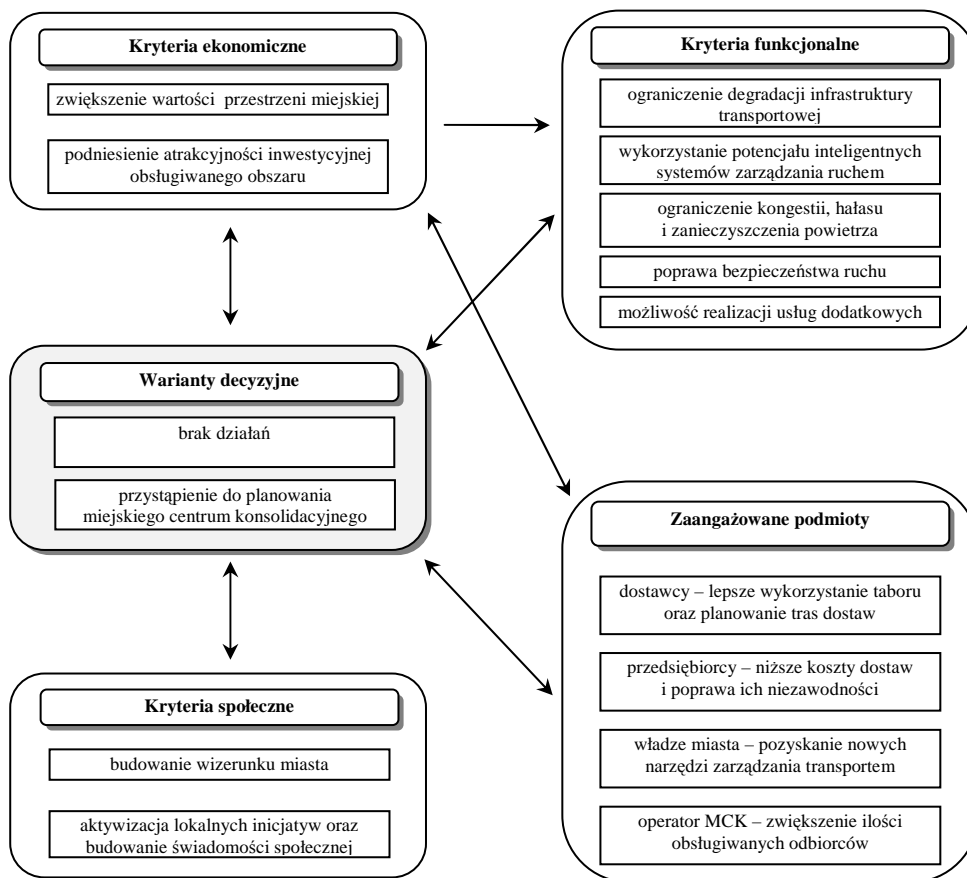 Kryteria ekonomiczne
zwiększenie wartości przestrzeni miejskiej
podniesienie atrakcyjności inwestycyjnej
obsługiwanego obszaru
Kryteria funkcjonalne
ograniczenie degradacji infrastruktury
transportowej
wykorzystanie potencjału inteligentnych
systemów zarządzania ruchem
ograniczenie kongestii, hałasu
i zanieczyszczenia powietrza
poprawa bezpieczeństwa ruchu
możliwość realizacji usług dodatkowych
Warianty decyzyjne
brak działań
przystąpienie do planowania
miejskiego centrum konsolidacyjnego
Zaangażowane podmioty
dostawcy – lepsze wykorzystanie taboru
oraz planowanie tras dostaw
przedsiębiorcy – niższe koszty dostaw
i poprawa ich niezawodności
władze miasta – pozyskanie nowych
narzędzi zarządzania transportem
operator MCK – zwiększenie ilości
obsługiwanych odbiorców
Kryteria społeczne
budowanie wizerunku miasta
aktywizacja lokalnych inicjatyw oraz
budowanie świadomości społecznej